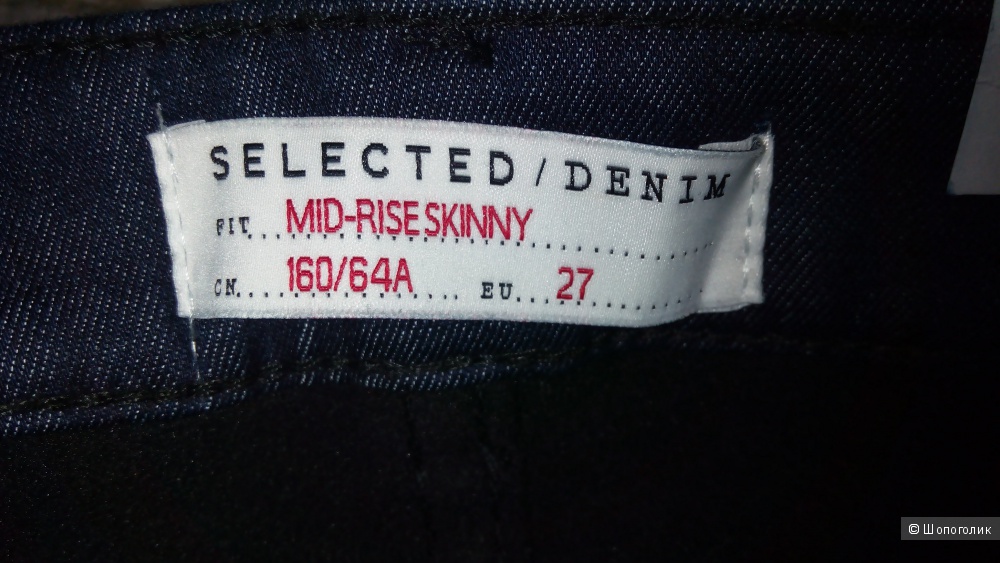 SELECTED / DENIM
FIT.......MID-RISE SKINNY...............
CN.....160/64A..... EU....27..........
© Шопоголик